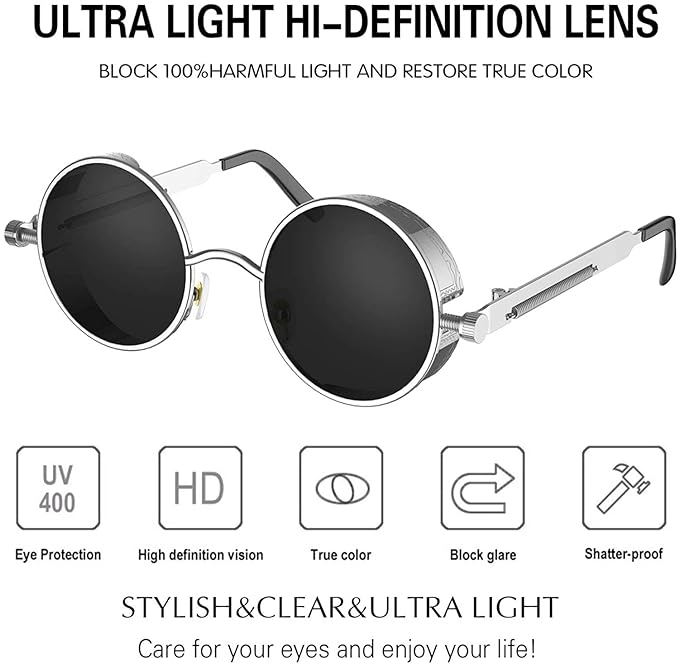 ULTRA LIGHT HI-DEFINITION LENS
BLOCK 100%HARMFUL LIGHT AND RESTORE TRUE COLOR
UV
400
HD
Eye Protection
High definition vision
True color
Block glare
Shatter-proof
STYLISH&CLEAR&ULTRA LIGHT
Care for your eyes and enjoy your life!